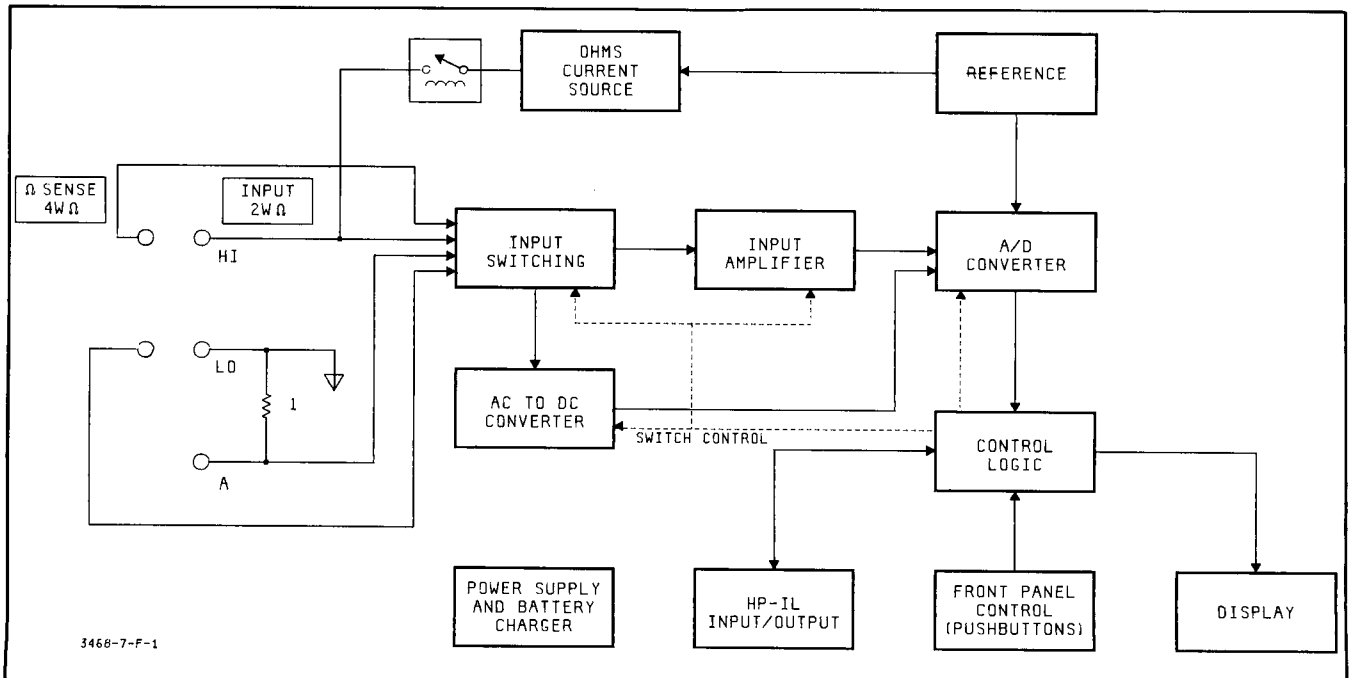 OHMS
CURRENT
SOURCE
REFERENCE
Ω SENSE
4WΩ
INPUT
2WΩ
HI
INPUT
SWITCHING
INPUT
AMPLIFIER
A/D
CONVERTER
LO
1
A
AC TO DC
CONVERTER
SWITCH CONTROL
CONTROL
LOGIC
POWER SUPPLY
AND BATTERY
CHARGER
HP-IL
INPUT/OUTPUT
FRONT PANEL
CONTROL
(PUSHBUTTONS)
DISPLAY
3468-7-F-1